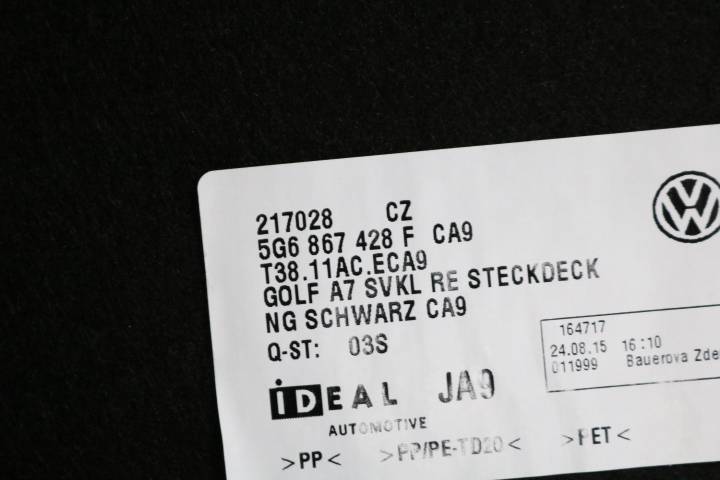 217028 CZ
5G6 867 428 F CA9
T38.11AC.ECA9
GOLF A7 SVKL RE STECKDECK
NG SCHWARZ CA9
Q-ST: 03S
164717
24.08.15 16:10
011999 Bauerova Zde
iDEAL JA9
AUTOMOTIVE
>PP< >PP/PE-TD20< >PET<